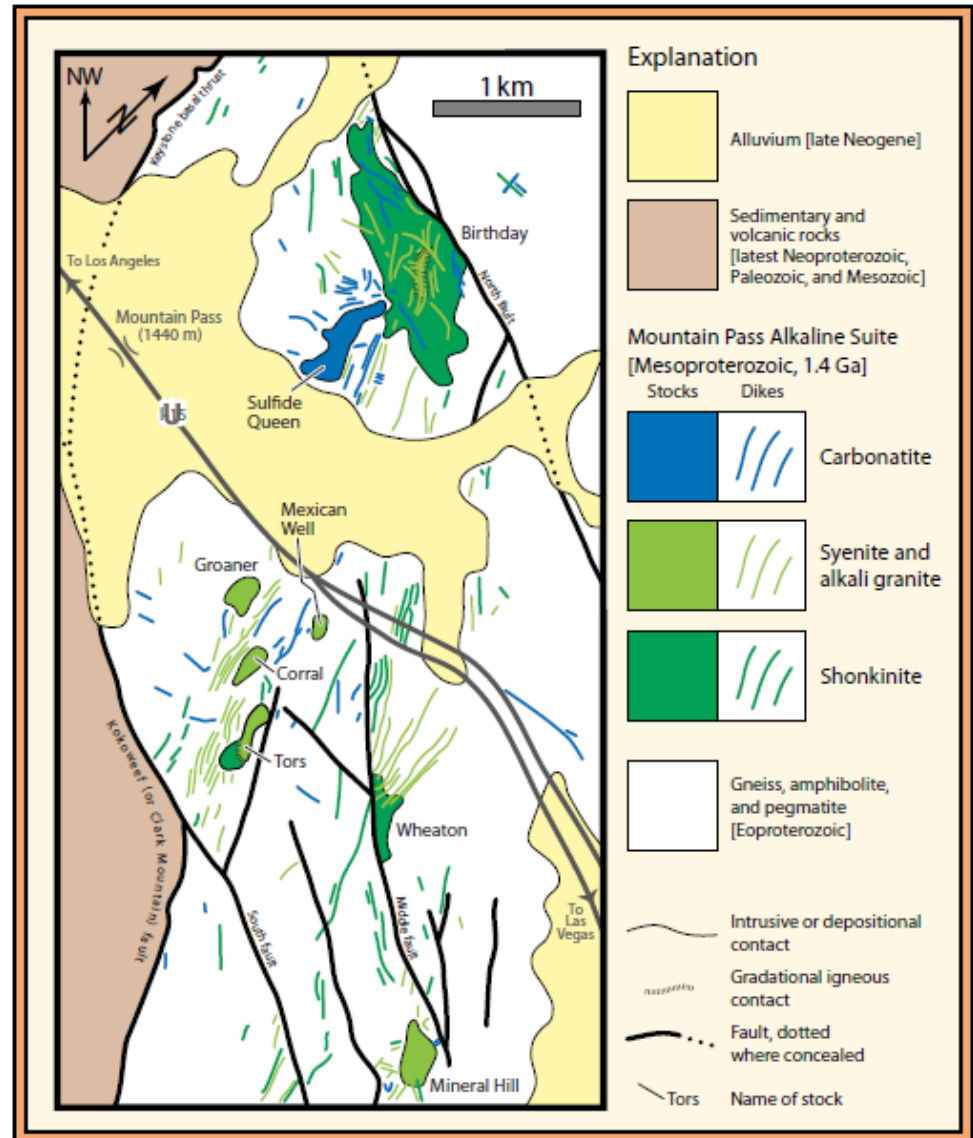 NW
N
Keystone basal thrust
1 km
Birthday
To Los Angeles
Mountain Pass
(1440 m)
North fault
Sulfide
Queen
Mexican
Well
Groaner
Corral
Tors
Kokoweef (or Clark Mountain) fault
Wheaton
South fault
Middle fault
To
Las
Vegas
Mineral Hill
Explanation
Alluvium [late Neogene]
Sedimentary and
volcanic rocks
[latest Neoproterozoic,
Paleozoic, and Mesozoic]
Mountain Pass Alkaline Suite
[Mesoproterozoic, 1.4 Ga]
Stocks Dikes
Carbonatite
Syenite and
alkali granite
Shonkinite
Gneiss, amphibolite,
and pegmatite
[Eoproterozoic]
Intrusive or depositional
contact
Gradational igneous
contact
Fault, dotted
where concealed
Tors Name of stock